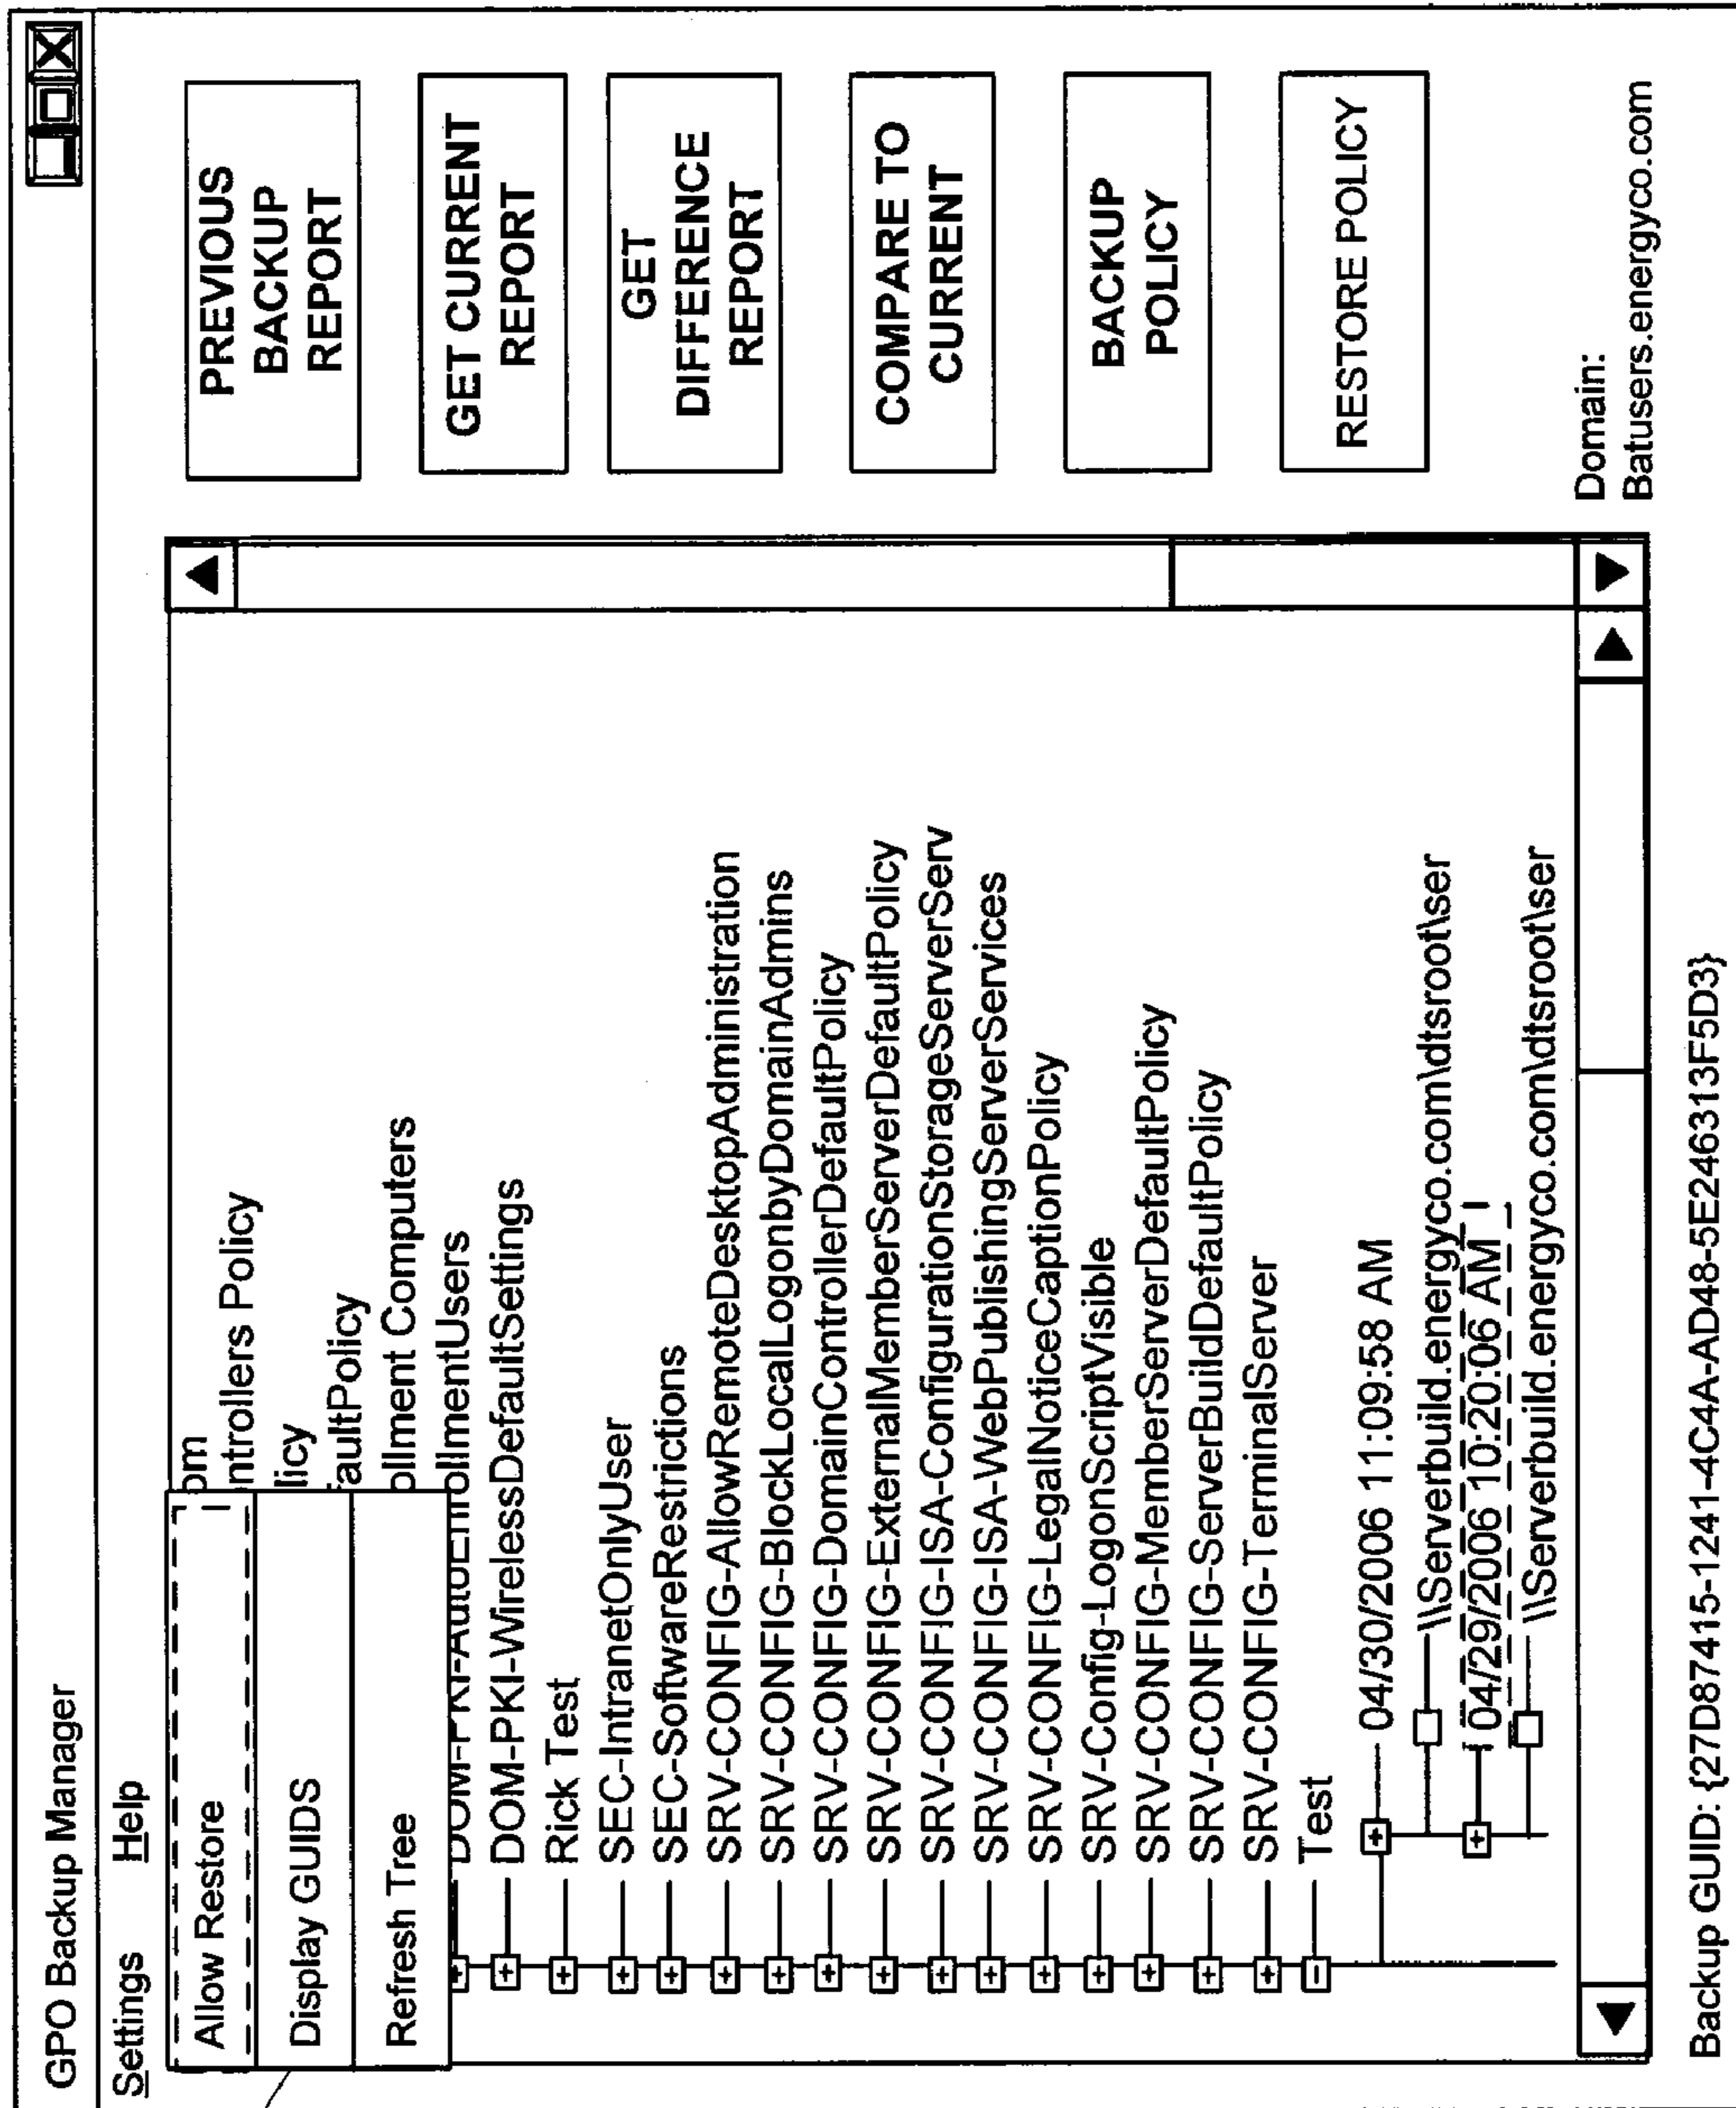 GPO Backup Manager
Settings Help
Allow Restore
Display GUIDS
Refresh Tree
om
ntrollers Policy
licy
faultPolicy
ollment Computers
DOM-PKI-AutoEnrollmentUsers
DOM-PKI-WirelessDefaultSettings
Rick Test
SEC-IntranetOnlyUser
SEC-SoftwareRestrictions
SRV-CONFIG-AllowRemoteDesktopAdministration
SRV-CONFIG-BlockLocalLogonbyDomainAdmins
SRV-CONFIG-DomainControllerDefaultPolicy
SRV-CONFIG-ExternalMemberServerDefaultPolicy
SRV-CONFIG-ISA-ConfigurationStorageServerServ
SRV-CONFIG-ISA-WebPublishingServerServices
SRV-CONFIG-LegalNoticeCaptionPolicy
SRV-Config-LogonScriptVisible
SRV-CONFIG-MemberServerDefaultPolicy
SRV-CONFIG-ServerBuildDefaultPolicy
SRV-CONFIG-TerminalServer
Test
04/30/2006 11:09:58 AM
\\Serverbuild.energyco.com\dtsroot\ser
04/29/2006 10:20:06 AM
\\Serverbuild.energyco.com\dtsroot\ser
PREVIOUS
BACKUP
REPORT
GET CURRENT
REPORT
GET
DIFFERENCE
REPORT
COMPARE TO
CURRENT
BACKUP
POLICY
RESTORE POLICY
Domain:
Batusers.energyco.com
Backup GUID: {27D87415-1241-4C4A-AD48-5E246313F5D3}